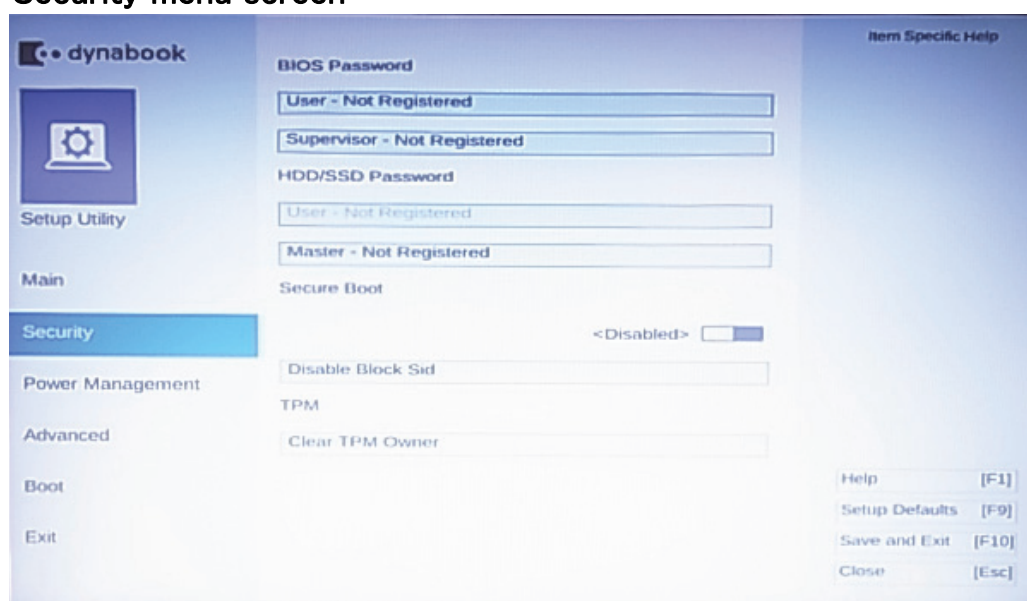 Security menu screen
dynabook
Setup Utility
Main
Security
Power Management
Advanced
Boot
Exit
BIOS Password
User - Not Registered
Supervisor - Not Registered
HDD/SSD Password
User - Not Registered
Master - Not Registered
Secure Boot
<Disabled>
Disable Block Sid
TPM
Clear TPM Owner
Item Specific Help
Help [F1]
Setup Defaults [F9]
Save and Exit [F10]
Close [Esc]